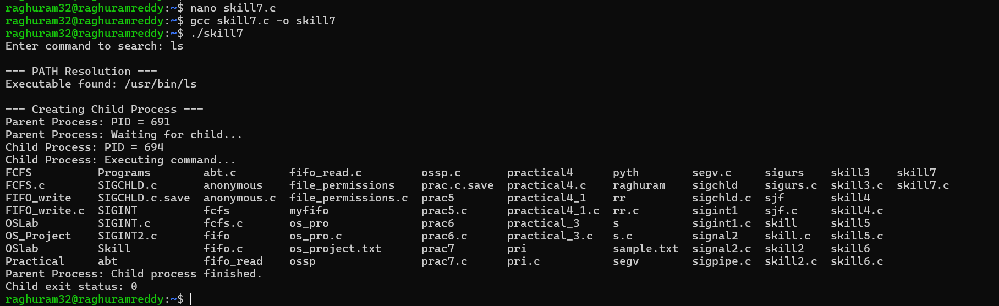 raghuram32@raghuramreddy:~$ nano skill7.c
raghuram32@raghuramreddy:~$ gcc skill7.c -o skill7
raghuram32@raghuramreddy:~$ ./skill7
Enter command to search: ls
--- PATH Resolution ---
Executable found: /usr/bin/ls
--- Creating Child Process ---
Parent Process: PID = 691
Parent Process: Waiting for child...
Child Process: PID = 694
Child Process: Executing command...
FCFS Programs abt.c fifo_read.c ossp.c practical4 pyth segv.c sigurs skill3 skill7
FCFS.c SIGCHLD.c anonymous file_permissions prac.c.save practical4.c raghuram sigchld sigurs.c skill3.c skill7.c
FIFO_write SIGCHLD.c.save anonymous.c file_permissions.c prac5 practical4_1 rr sigchld.c sjf skill4
FIFO_write.c SIGINT fcfs myfifo prac5.c practical4_1.c rr.c sigint1 sjf.c skill4.c
OSLab SIGINT.c fcfs.c os_pro prac6 practical_3 s sigint1.c skill skill5
OS_Project SIGINT2.c fifo os_pro.c prac6.c practical_3.c s.c signal2 skill.c skill5.c
OSlab Skill fifo.c os_project.txt prac7 pri sample.txt signal2.c skill2 skill6
Practical abt fifo_read ossp prac7.c pri.c segv sigpipe.c skill2.c skill6.c
Parent Process: Child process finished.
Child exit status: 0
raghuram32@raghuramreddy:~$